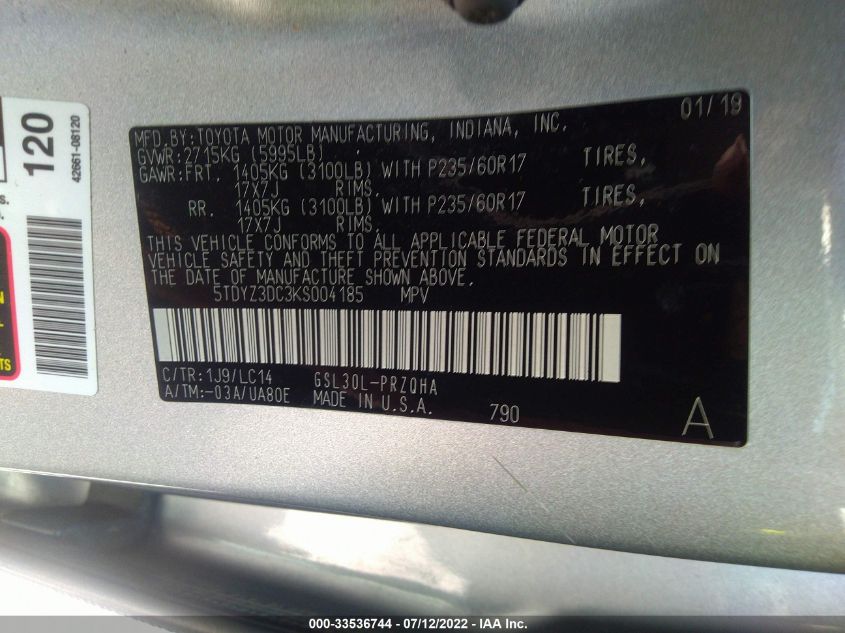 120
42661-08120
s.
TS
01/19
MFD.BY:TOYOTA MOTOR MANUFACTURING, INDIANA, INC.
GVWR:2715KG (5995LB)
GAWR:FRT. 1405KG (3100LB) WITH P235/60R17 TIRES,
17X7J RIMS,
RR. 1405KG (3100LB) WITH P235/60R17 TIRES,
17X7J RIMS.
THIS VEHICLE CONFORMS TO ALL APPLICABLE FEDERAL MOTOR
VEHICLE SAFETY AND THEFT PREVENTION STANDARDS IN EFFECT ON
THE DATE OF MANUFACTURE SHOWN ABOVE.
5TDYZ3DC3KS004185 MPV
C/TR:1J9/LC14 GSL30L-PRZQHA
A/TM:-03A/UA80E MADE IN U.S.A. 790
A
000-33536744 - 07/12/2022 - IAA Inc.